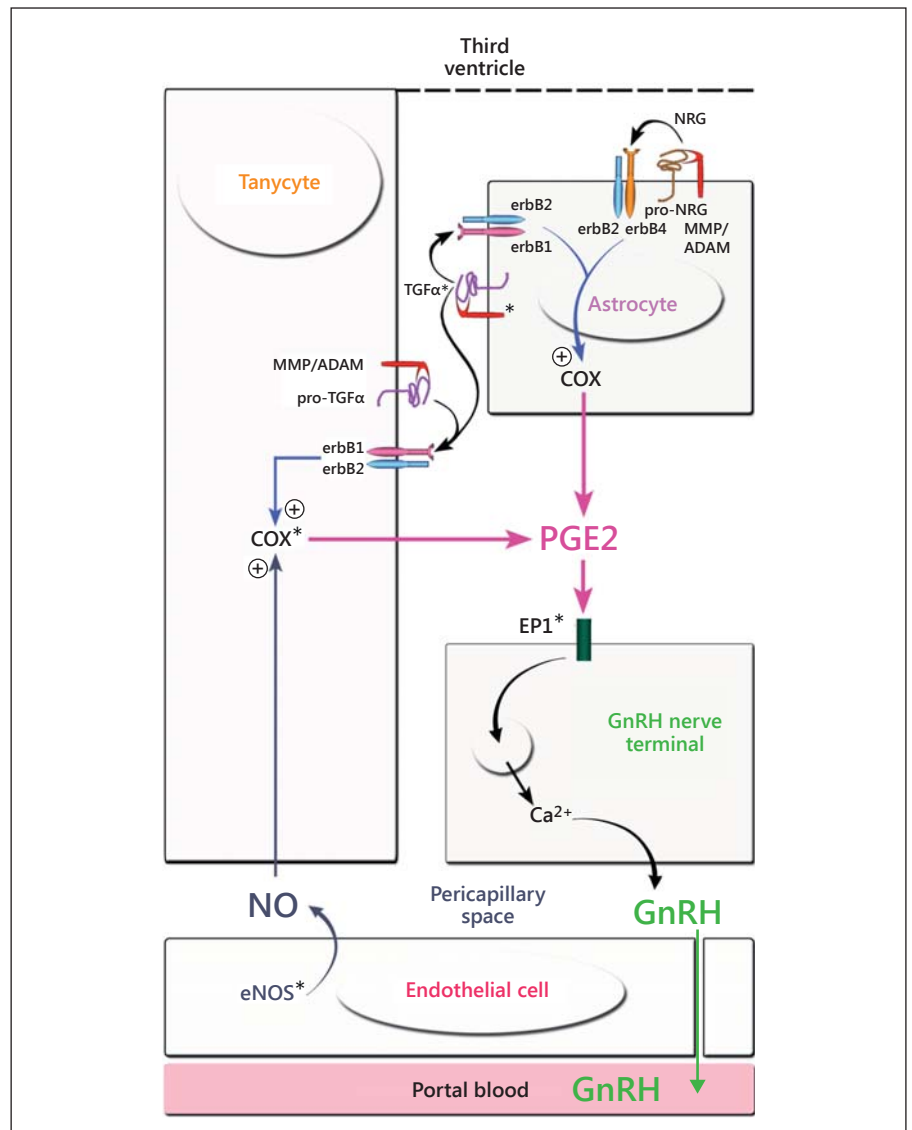 Third
ventricle
NRG
Tanycyte
erbB2
pro-NRG
erbB2 erbB4
MMP/
ADAM
erbB1
TGFα*
*
Astrocyte
⊕
COX
MMP/ADAM
pro-TGFα
erbB1
erbB2
⊕
COX*
⊕
PGE2
EP1*
GnRH nerve
terminal
Ca²⁺
NO
Pericapillary
space
GnRH
eNOS*
Endothelial cell
Portal blood GnRH